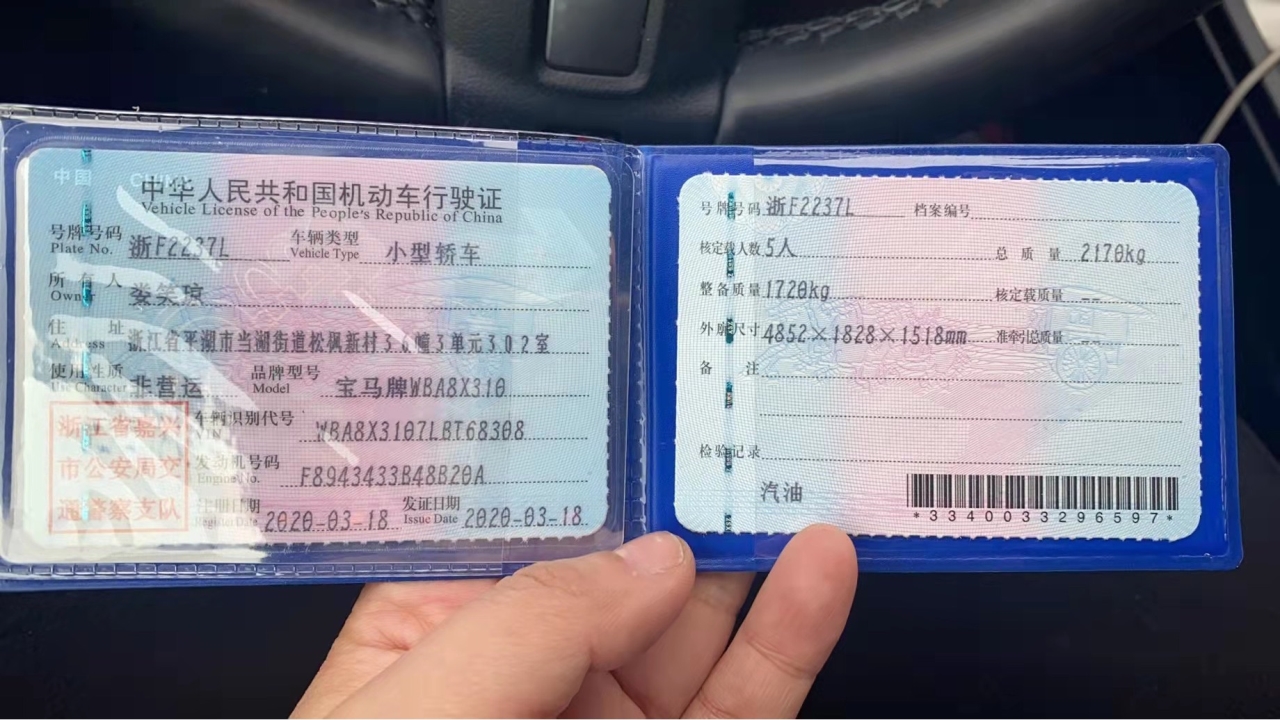 中国 CHINA
中华人民共和国机动车行驶证
Vehicle License of the People's Republic of China
号牌号码 浙F2237L 车辆类型 小型轿车
Plate No. Vehicle Type
所有人 娄笑琼
Owner
住址 浙江省平湖市当湖街道松枫新村36幢3单元302室
Address
使用性质 非营运 品牌型号 宝马牌WBA8X310
Use Character Model
浙江省嘉兴
市公安局交
通警察支队
车辆识别代号 WBA8X3107LBT68308
VIN
发动机号码 F8943433B48B20A
Engine No.
注册日期 2020-03-18 发证日期 2020-03-18
Register Date Issue Date
号牌号码 浙F2237L 档案编号
核定载人数 5人 总质量 2170kg
整备质量 1720kg 核定载质量 --
外廓尺寸 4852×1828×1518mm 准牵引总质量 --
备注
检验记录
汽油
*3340033296597*